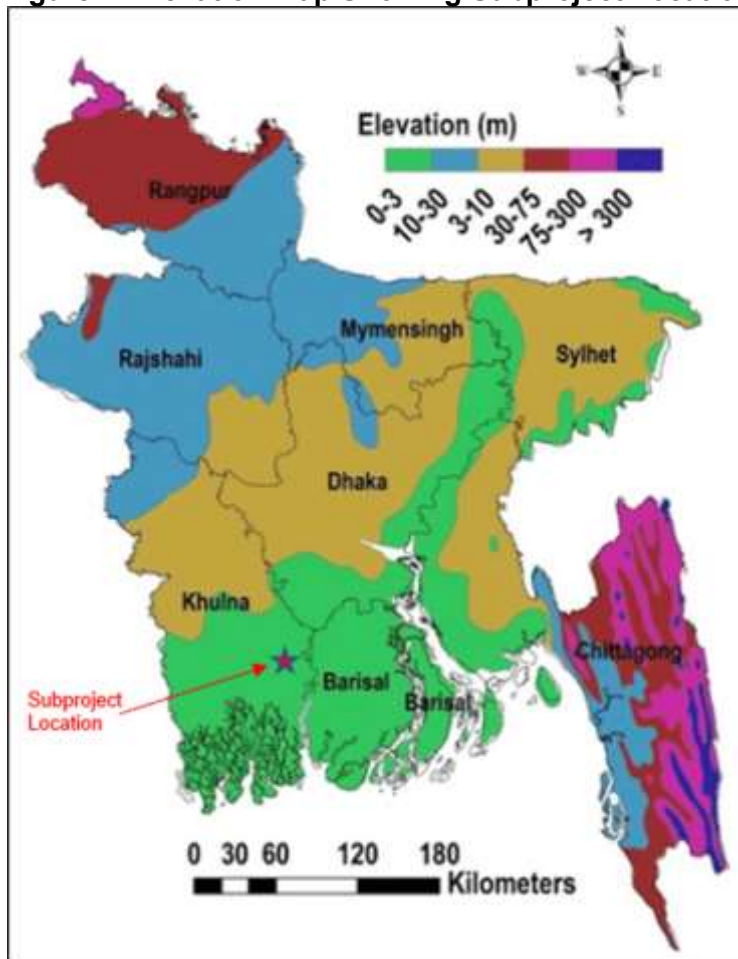 N
W E
S
Elevation (m)
0-3
10-30
3-10
30-75
75-300
> 300
Rangpur
Mymensingh
Sylhet
Rajshahi
Dhaka
Khulna
Chittagong
Subproject
Location
Barisal
Barisal
0 30 60 120 180
Kilometers